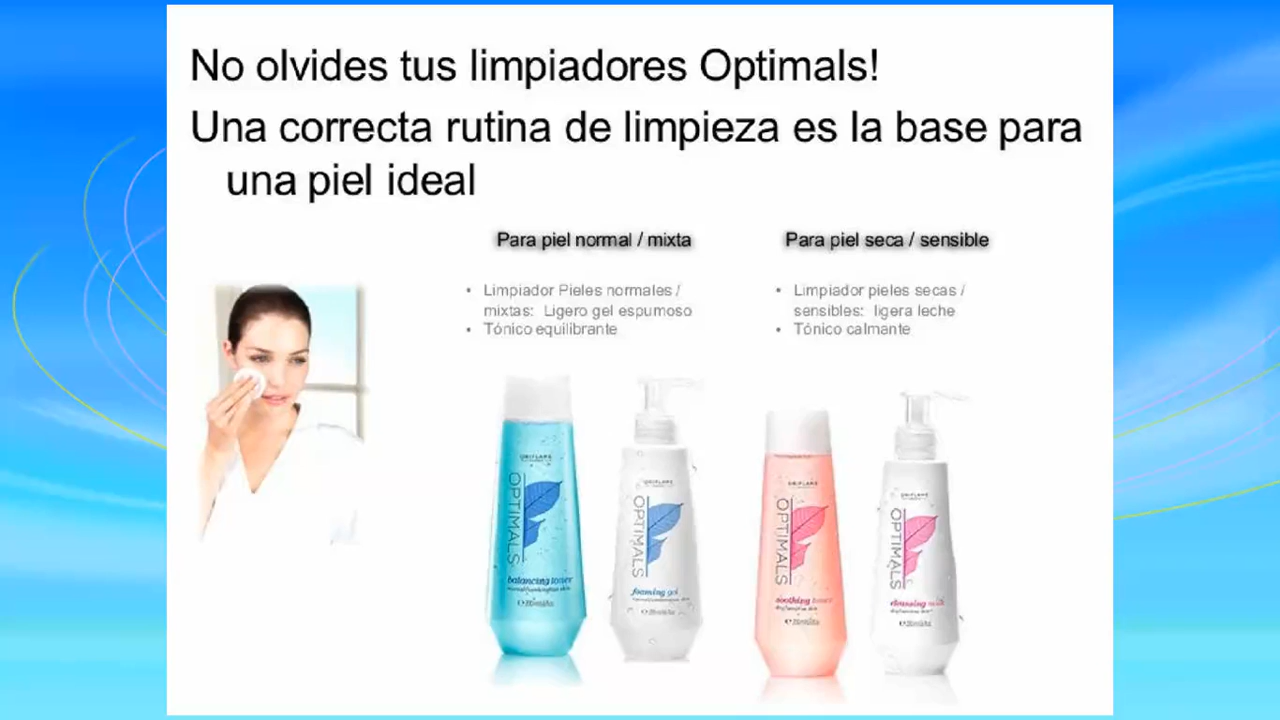 No olvides tus limpiadores Optimals!
Una correcta rutina de limpieza es la base para
una piel ideal
Para piel normal / mixta
Para piel seca / sensible
• Limpiador Pieles normales /
mixtas: Ligero gel espumoso
• Tónico equilibrante
• Limpiador pieles secas /
sensibles: ligera leche
• Tónico calmante
ORIFLAME
OPTIMALS
balancing toner
ORIFLAME
OPTIMALS
foaming gel
ORIFLAME
OPTIMALS
soothing toner
ORIFLAME
OPTIMALS
cleansing milk